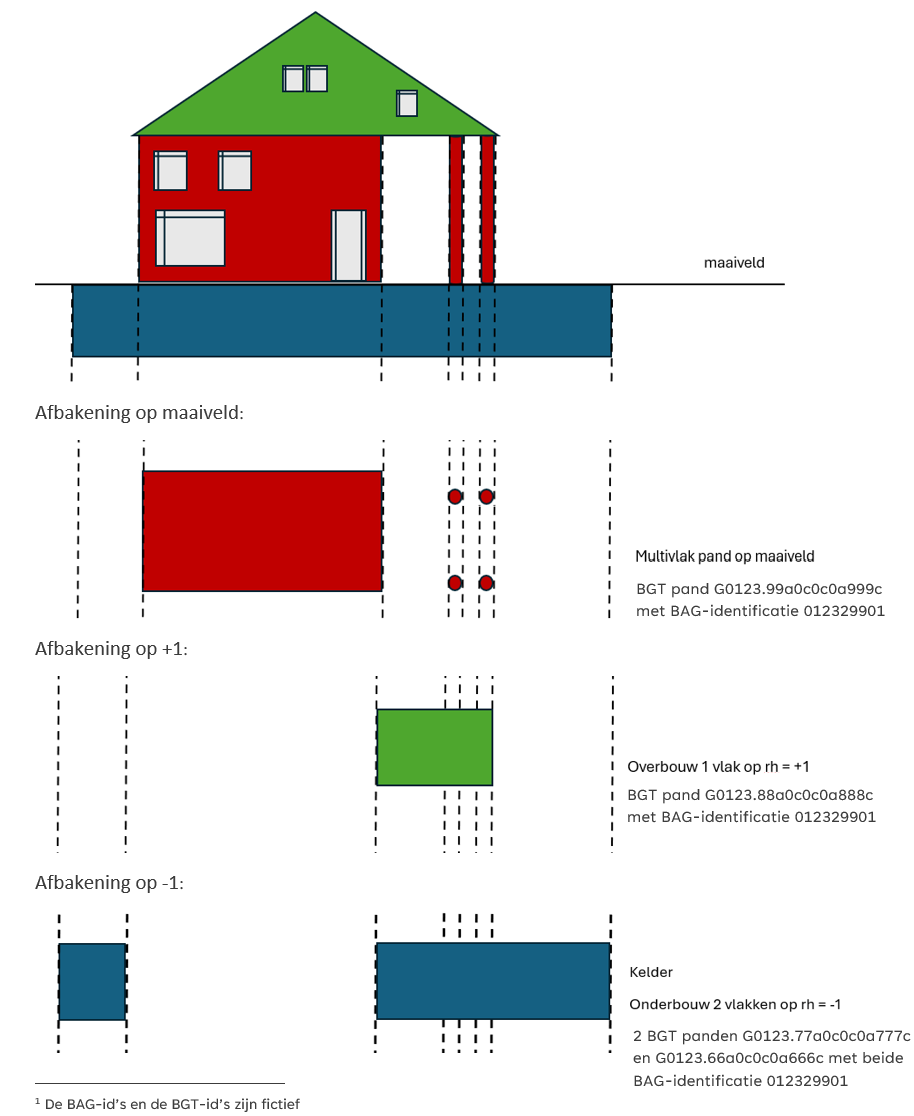 maaiveld
Afbakening op maaiveld:
Multivlak pand op maaiveld
BGT pand G0123.99a0c0c0a999c
met BAG-identificatie 012329901
Afbakening op +1:
Overbouw 1 vlak op rh = +1
BGT pand G0123.88a0c0c0a888c
met BAG-identificatie 012329901
Afbakening op -1:
Kelder
Onderbouw 2 vlakken op rh = -1
2 BGT panden G0123.77a0c0c0a777c
en G0123.66a0c0c0a666c met beide
BAG-identificatie 012329901
¹ De BAG-id's en de BGT-id's zijn fictief